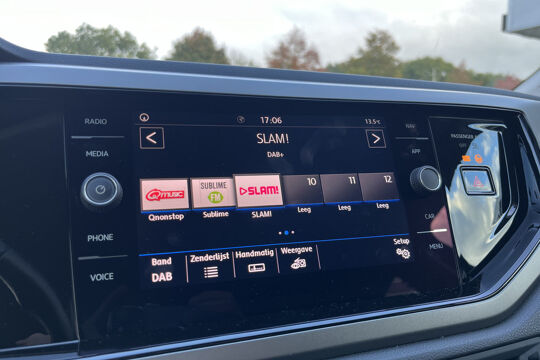 RADIO
MEDIA
PHONE
VOICE
17:06
13.5°C
SLAM!
DAB+
Qmusic
SUBLIME
FM
SLAM!
10
11
12
Qnonstop
Sublime
SLAM!
Leeg
Leeg
Leeg
Band
DAB
Zenderlijst
Handmatig
Weergave
Setup
NAV
APP
CAR
MENU
PASSENGER